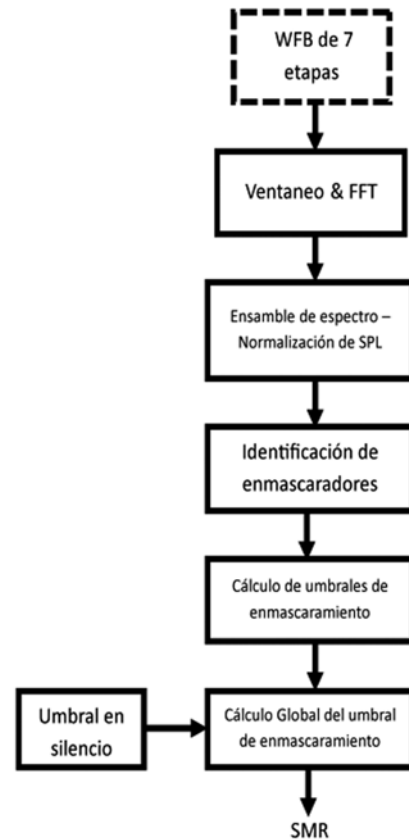 WFB de 7
etapas
Ventaneo & FFT
Ensamble de espectro –
Normalización de SPL
Identificación de
enmascaradores
Cálculo de umbrales de
enmascaramiento
Umbral en
silencio
Cálculo Global del umbral
de enmascaramiento
SMR